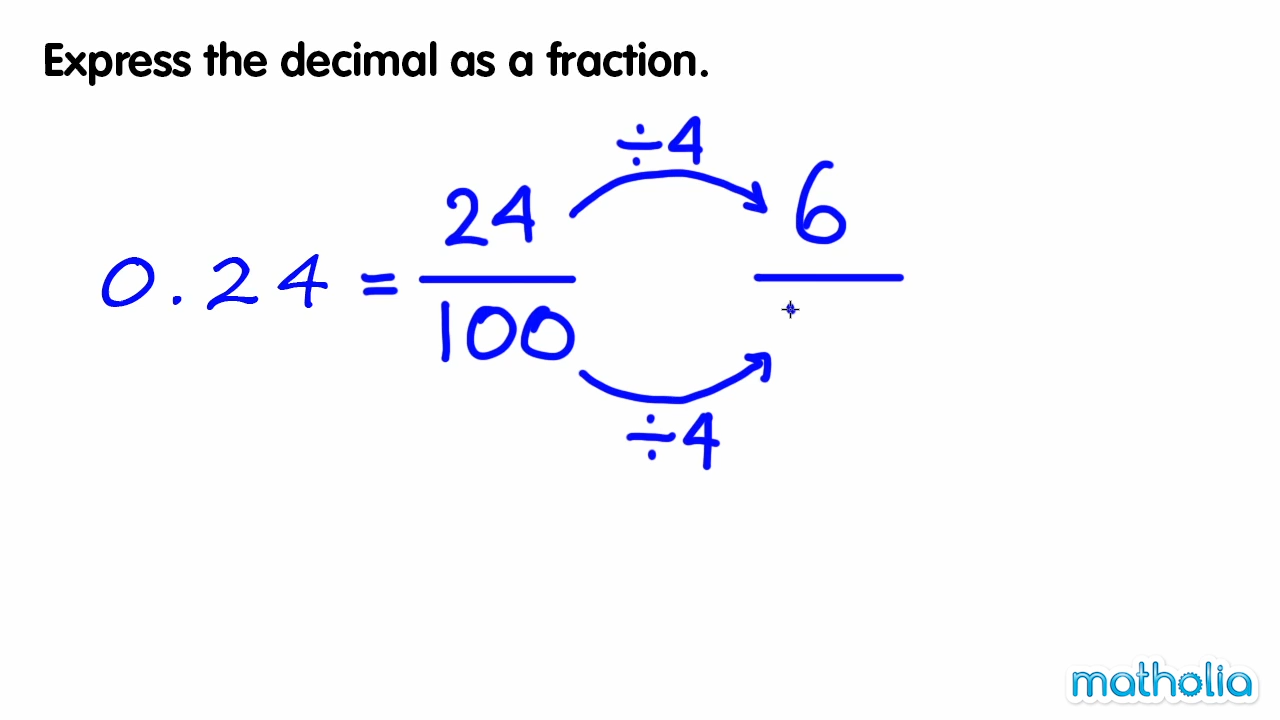 Express the decimal as a fraction.
÷4
0.24 = 24/100 6/
÷4
matholia